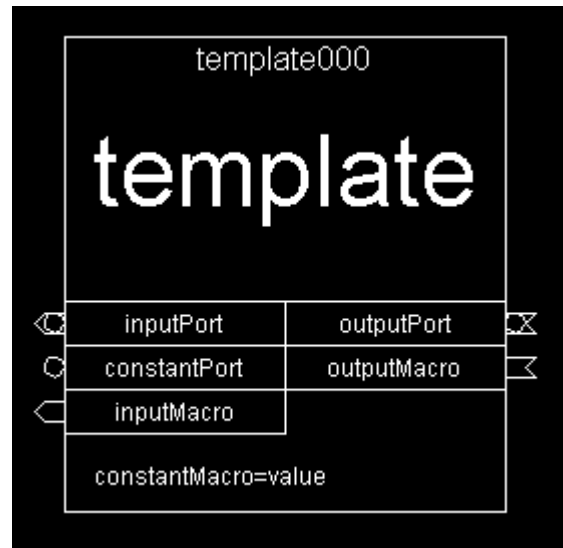 template000
template
inputPort outputPort
constantPort outputMacro
inputMacro
constantMacro=value